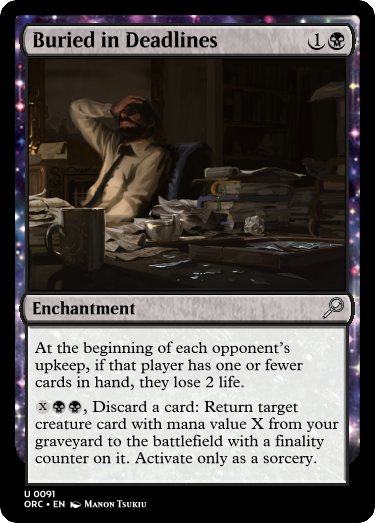 Buried in Deadlines 1
Enchantment
At the beginning of each opponent's
upkeep, if that player has one or fewer
cards in hand, they lose 2 life.
X, Discard a card: Return target
creature card with mana value X from your
graveyard to the battlefield with a finality
counter on it. Activate only as a sorcery.
U 0091
ORC • EN Manon Tsukiu